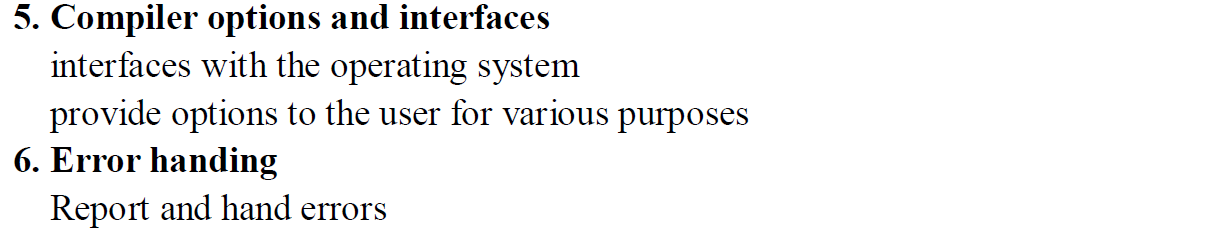 5. Compiler options and interfaces
interfaces with the operating system
provide options to the user for various purposes
6. Error handing
Report and hand errors